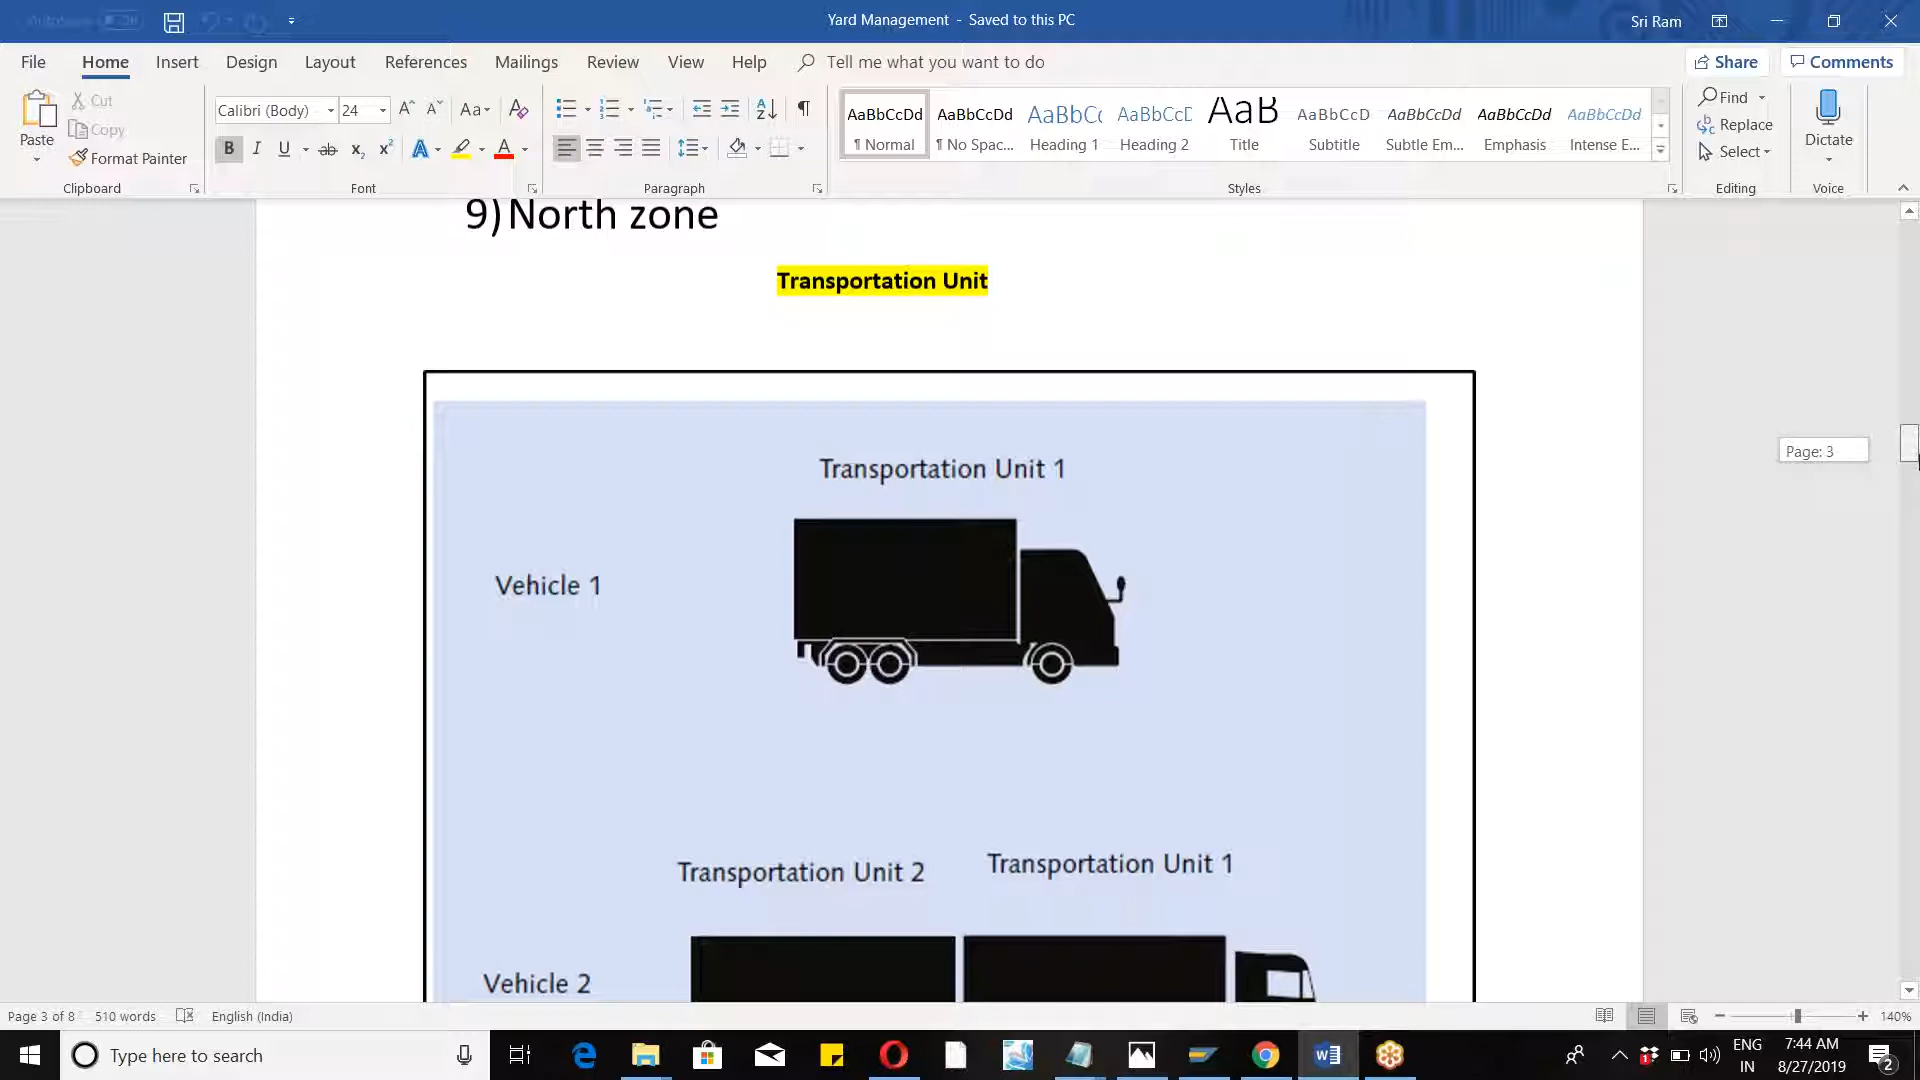 Yard Management - Saved to this PC
Sri Ram
File Home Insert Design Layout References Mailings Review View Help Tell me what you want to do
Share Comments
Paste
Cut
Copy
Format Painter
Clipboard
Calibri (Body) 24
Font
Paragraph
AaBbCcDd
¶ Normal
AaBbCcDd
¶ No Spac...
AaBbC
Heading 1
AaBbCc
Heading 2
AaB
Title
AaBbCcD
Subtitle
AaBbCcDd
Subtle Em...
AaBbCcDd
Emphasis
AaBbCcDd
Intense E...
Styles
Find
Replace
Select
Editing
Dictate
Voice
9) North zone
Transportation Unit
Transportation Unit 1
Vehicle 1
Transportation Unit 2 Transportation Unit 1
Vehicle 2
Page: 3
Page 3 of 8 510 words English (India) 140%
Type here to search
ENG
IN
7:44 AM
8/27/2019
2